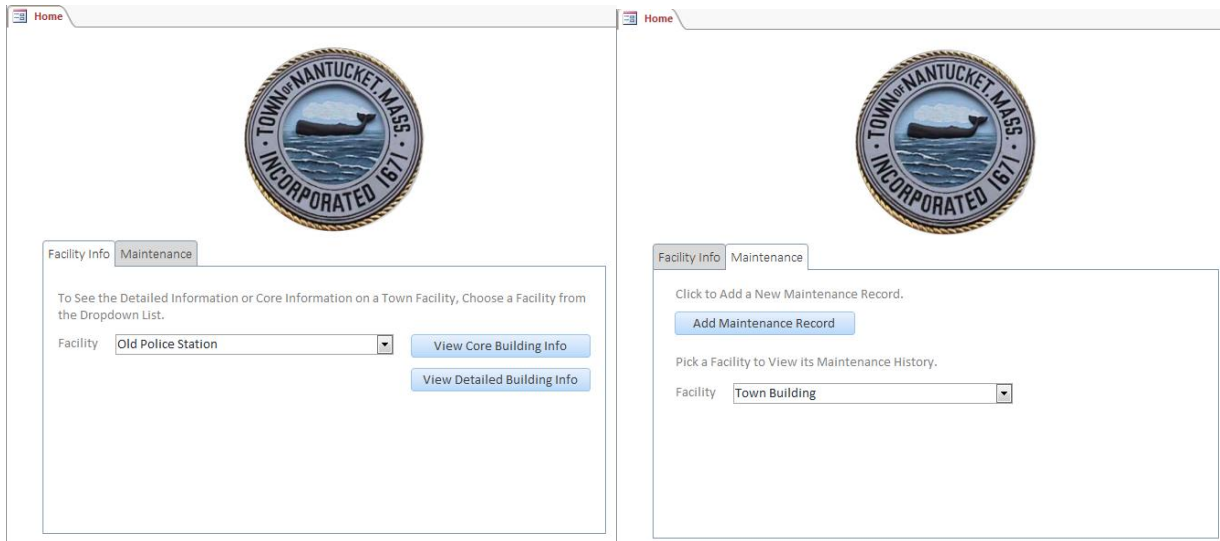 Home
TOWN OF NANTUCKET, MASS.
· INCORPORATED 1671 ·
Facility Info Maintenance
To See the Detailed Information or Core Information on a Town Facility, Choose a Facility from
the Dropdown List.
Facility Old Police Station View Core Building Info
View Detailed Building Info
Home
TOWN OF NANTUCKET, MASS.
· INCORPORATED 1671 ·
Facility Info Maintenance
Click to Add a New Maintenance Record.
Add Maintenance Record
Pick a Facility to View its Maintenance History.
Facility Town Building